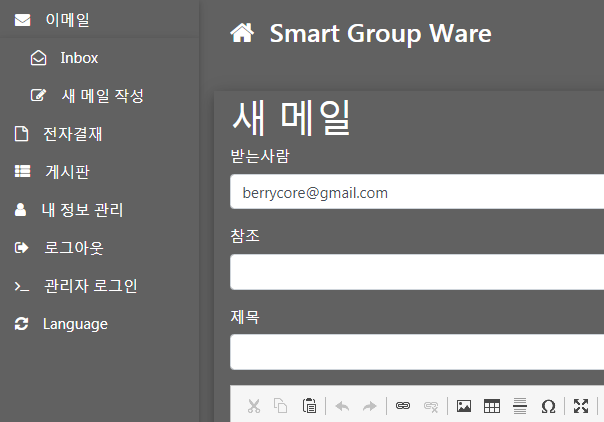 이메일
Inbox
새 메일 작성
전자결재
게시판
내 정보 관리
로그아웃
관리자 로그인
Language
Smart Group Ware
새 메일
받는사람
berrycore@gmail.com
참조
제목